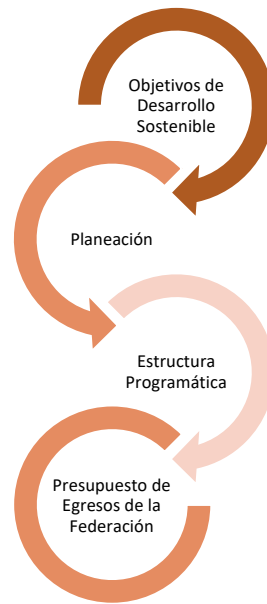 Objetivos de
Desarrollo
Sostenible
Planeación
Estructura
Programática
Presupuesto de
Egresos de la
Federación